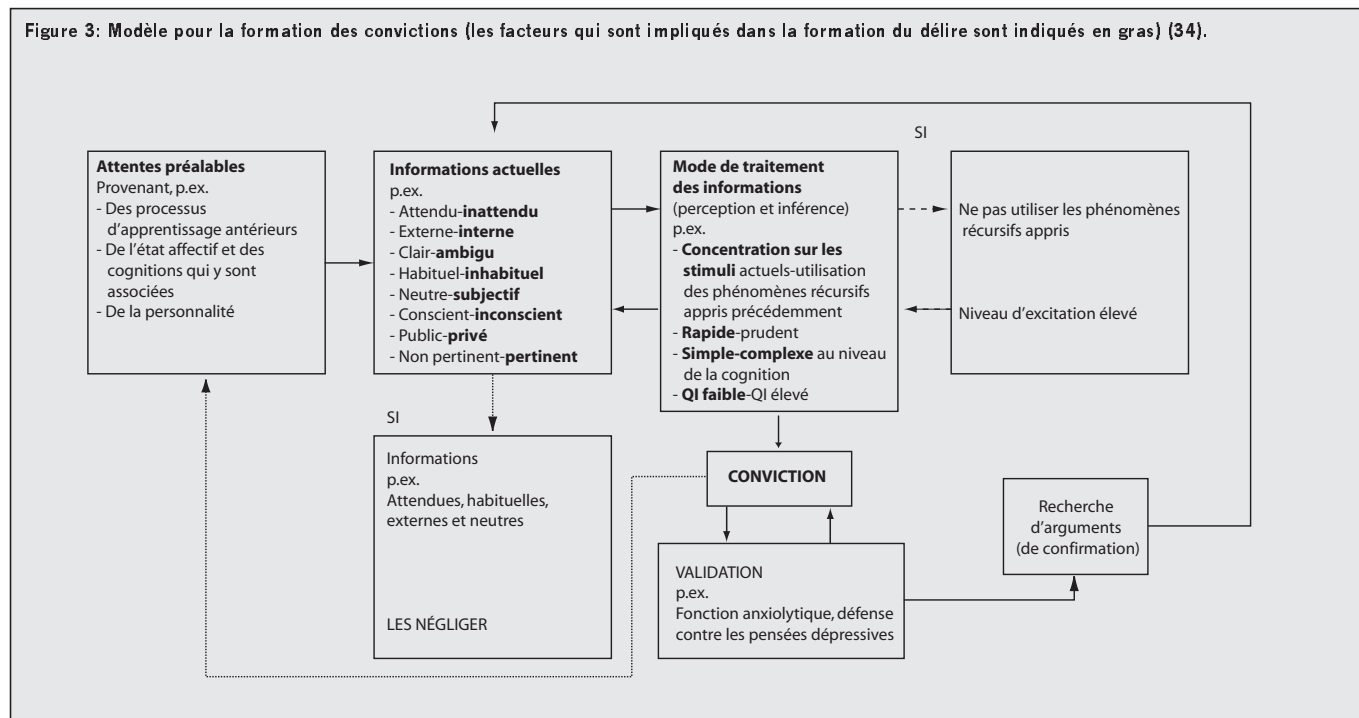 Figure 3: Modèle pour la formation des convictions (les facteurs qui sont impliqués dans la formation du délire sont indiqués en gras) (34).
Attentes préalables
Provenant, p.ex.
- Des processus
d'apprentissage antérieurs
- De l'état affectif et des
cognitions qui y sont
associées
- De la personnalité
Informations actuelles
p.ex.
- Attendu-inattendu
- Externe-interne
- Clair-ambigu
- Habituel-inhabituel
- Neutre-subjectif
- Conscient-inconscient
- Public-privé
- Non pertinent-pertinent
Mode de traitement
des informations
(perception et inférence)
p.ex.
- Concentration sur les
stimuli actuels-utilisation
des phénomènes récursifs
appris précédemment
- Rapide-prudent
- Simple-complexe au niveau
de la cognition
- QI faible-QI élevé
SI
Ne pas utiliser les phénomènes
récursifs appris
Niveau d'excitation élevé
SI
Informations
p.ex.
Attendues, habituelles,
externes et neutres
LES NÉGLIGER
CONVICTION
VALIDATION
p.ex.
Fonction anxiolytique, défense
contre les pensées dépressives
Recherche
d'arguments
(de confirmation)